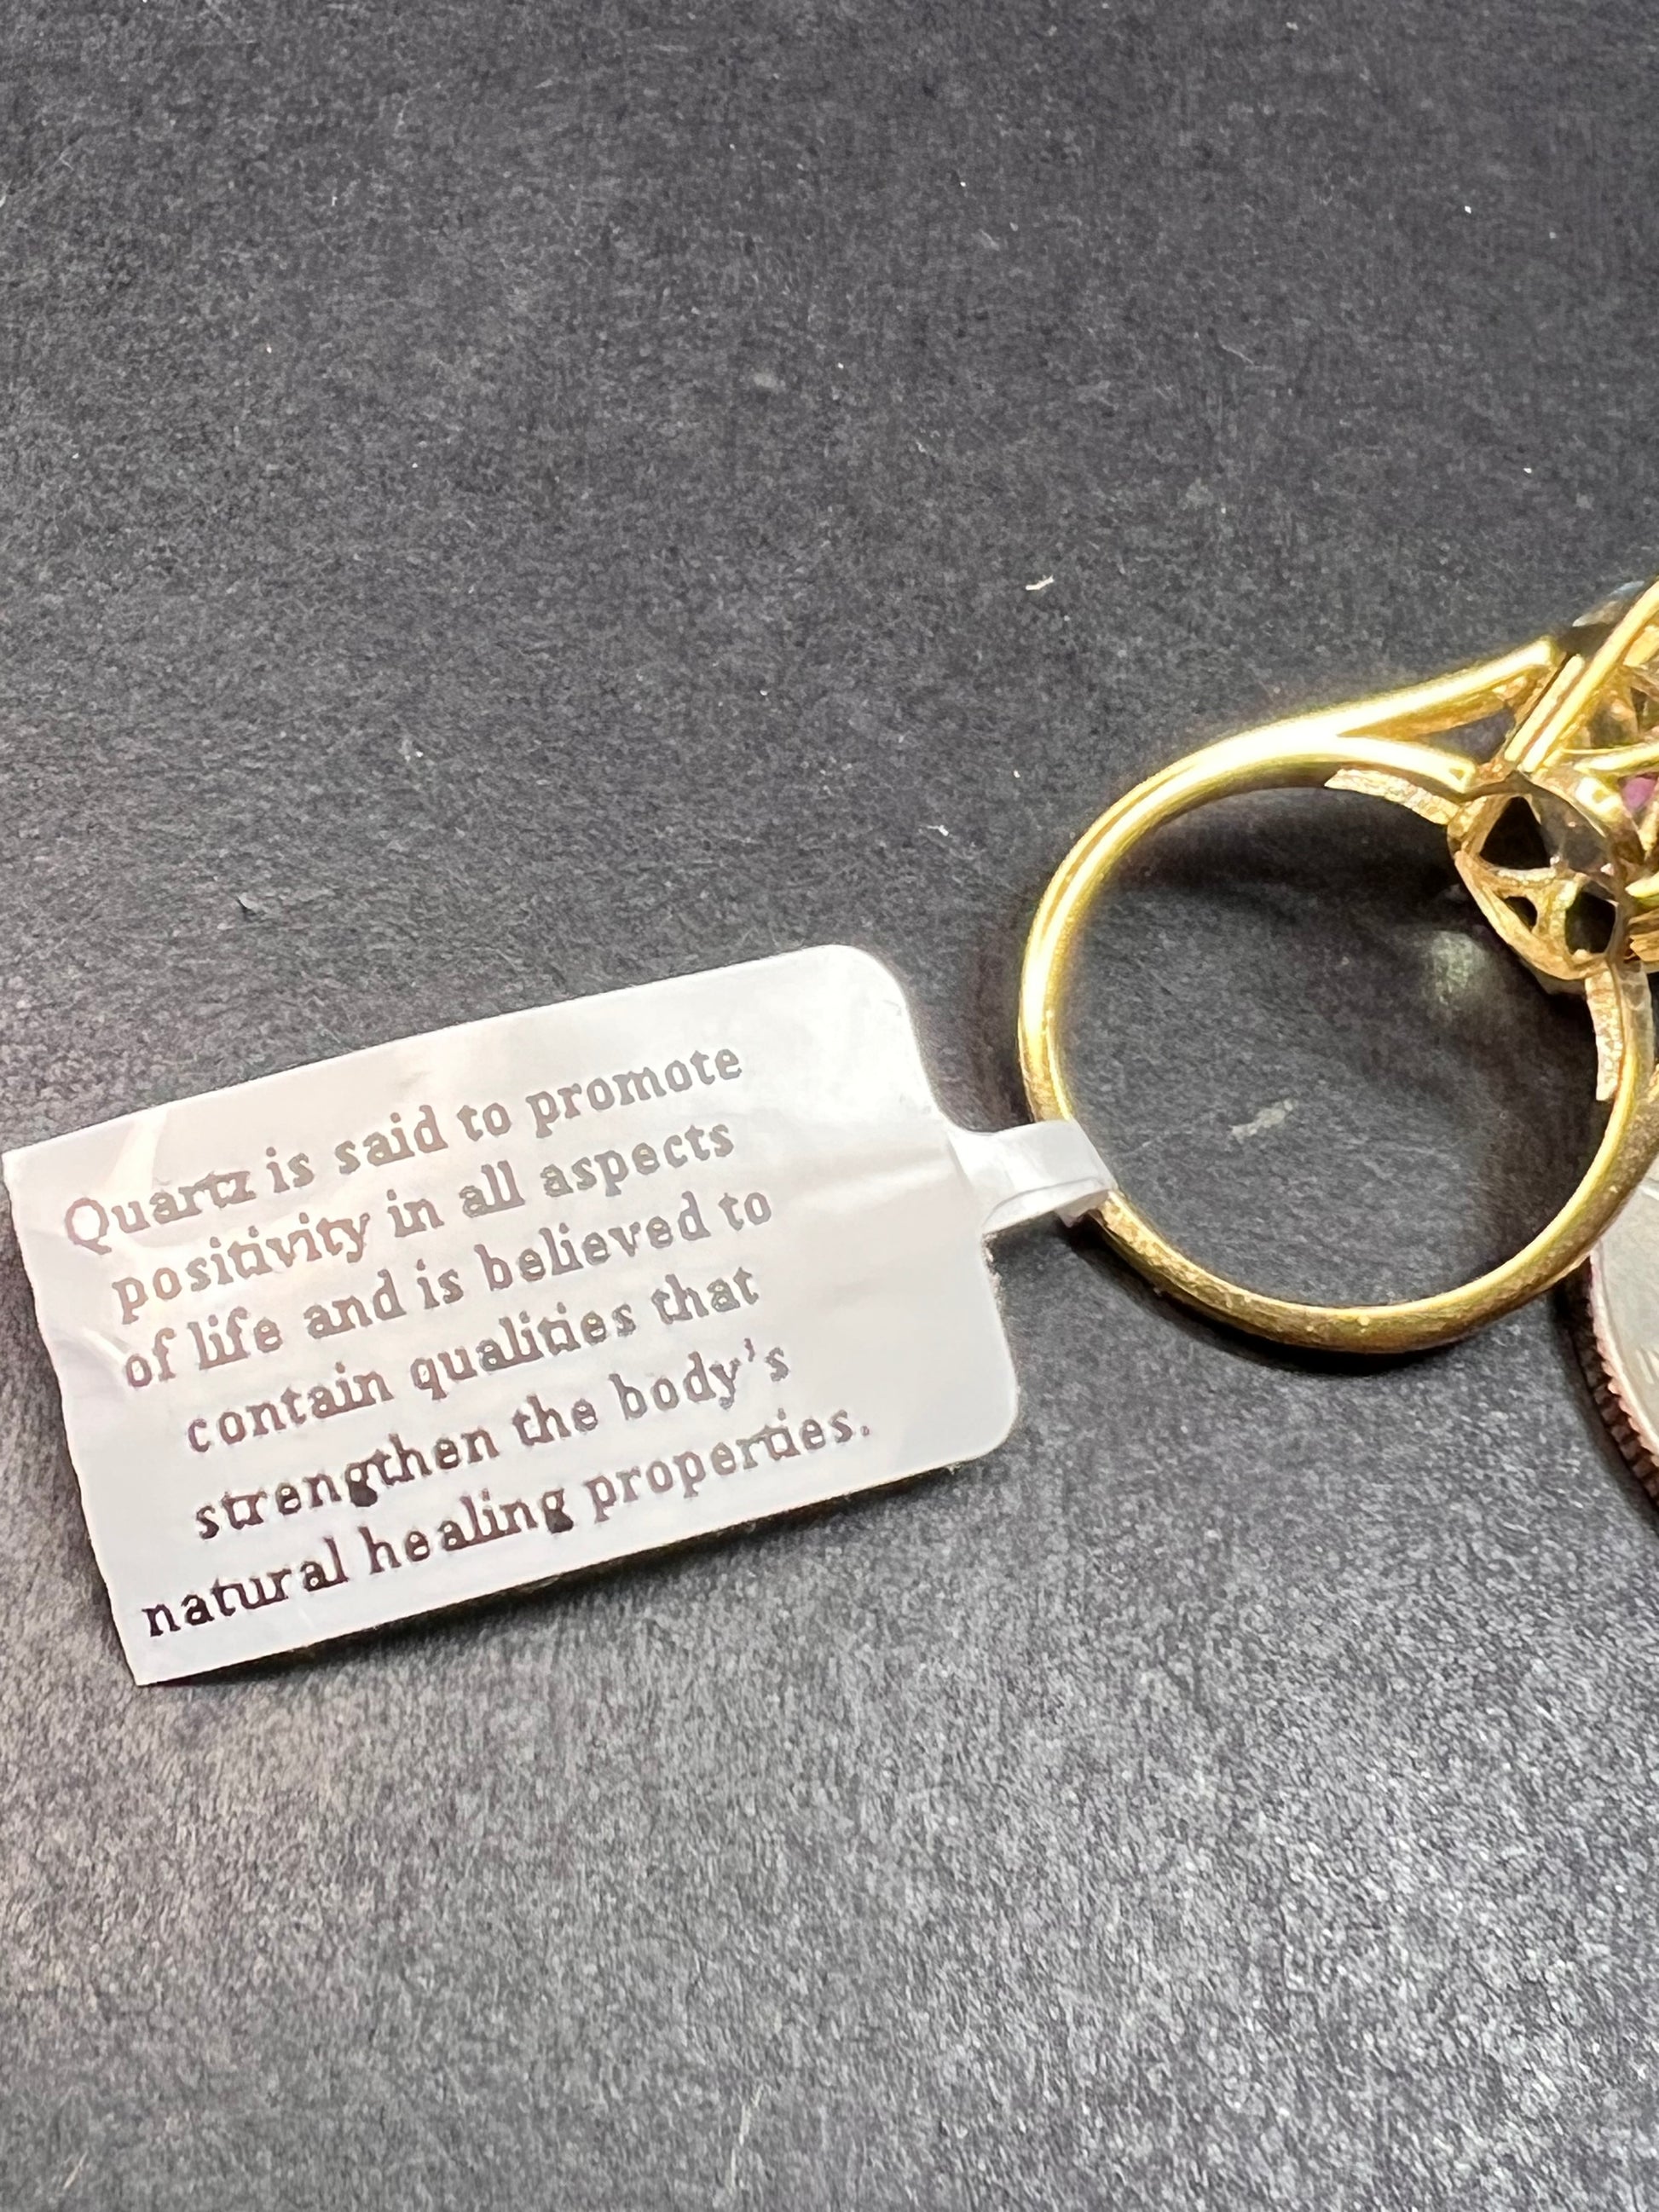 Quartz is said to promote
positivity in all aspects
of life and is believed to
contain qualities that
strengthen the body's
natural healing properties.